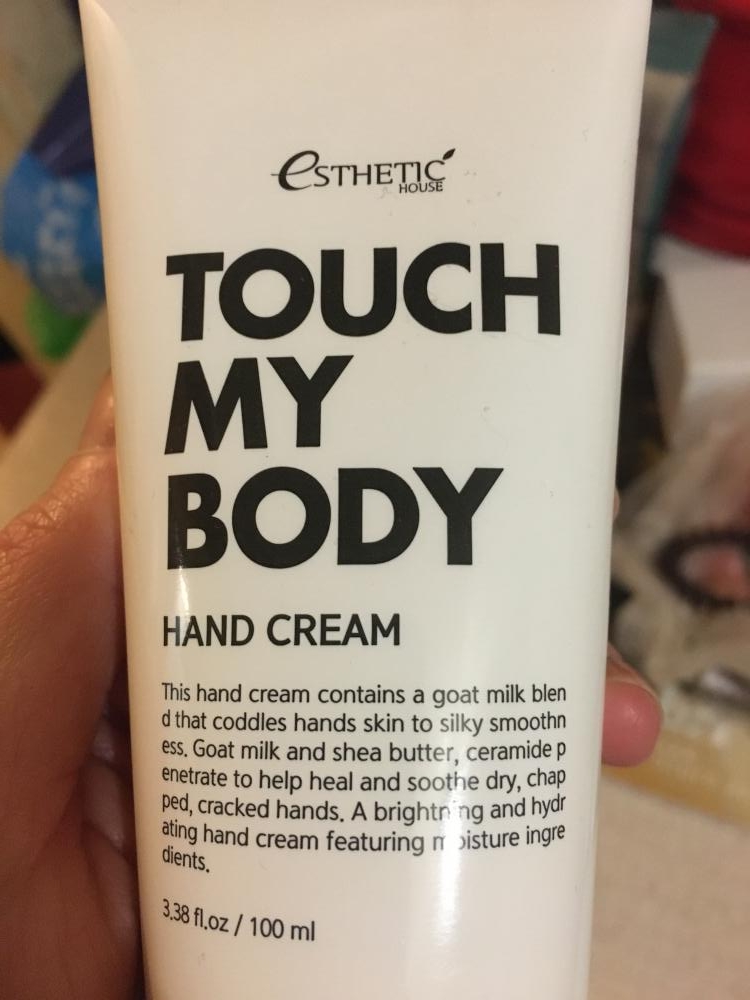 eSTHETIC
HOUSE
TOUCH
MY
BODY
HAND CREAM
This hand cream contains a goat milk blen
d that coddles hands skin to silky smoothn
ess. Goat milk and shea butter, ceramide p
enetrate to help heal and soothe dry, chap
ped, cracked hands. A brightning and hydr
ating hand cream featuring moisture ingre
dients.
3.38 fl.oz / 100 ml